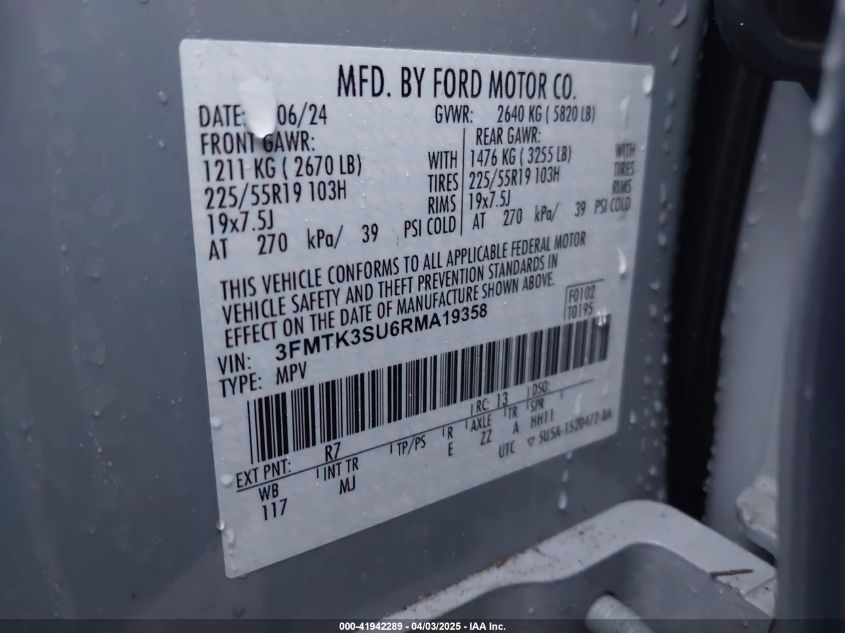 MFD. BY FORD MOTOR CO.
DATE: 06/24 GVWR: 2640 KG ( 5820 LB)
FRONT GAWR: REAR GAWR:
1211 KG ( 2670 LB) WITH 1476 KG ( 3255 LB) WITH
225/55R19 103H TIRES 225/55R19 103H TIRES
19x7.5J RIMS 19x7.5J RIMS
AT 270 kPa/ 39 PSI COLD AT 270 kPa/ 39 PSI COLD
THIS VEHICLE CONFORMS TO ALL APPLICABLE FEDERAL MOTOR
VEHICLE SAFETY AND THEFT PREVENTION STANDARDS IN
EFFECT ON THE DATE OF MANUFACTURE SHOWN ABOVE.
F0102
T0195
VIN: 3FMTK3SU6RMA19358
TYPE: MPV
RC: 13 DSO:
EXT PNT: R7
WB INT TR TP/PS R AXLE TR SPR
117 MJ E ZZ A HH11
UTC ▽ SU5A-1520472-BA
000-41942289 - 04/03/2025 - IAA Inc.